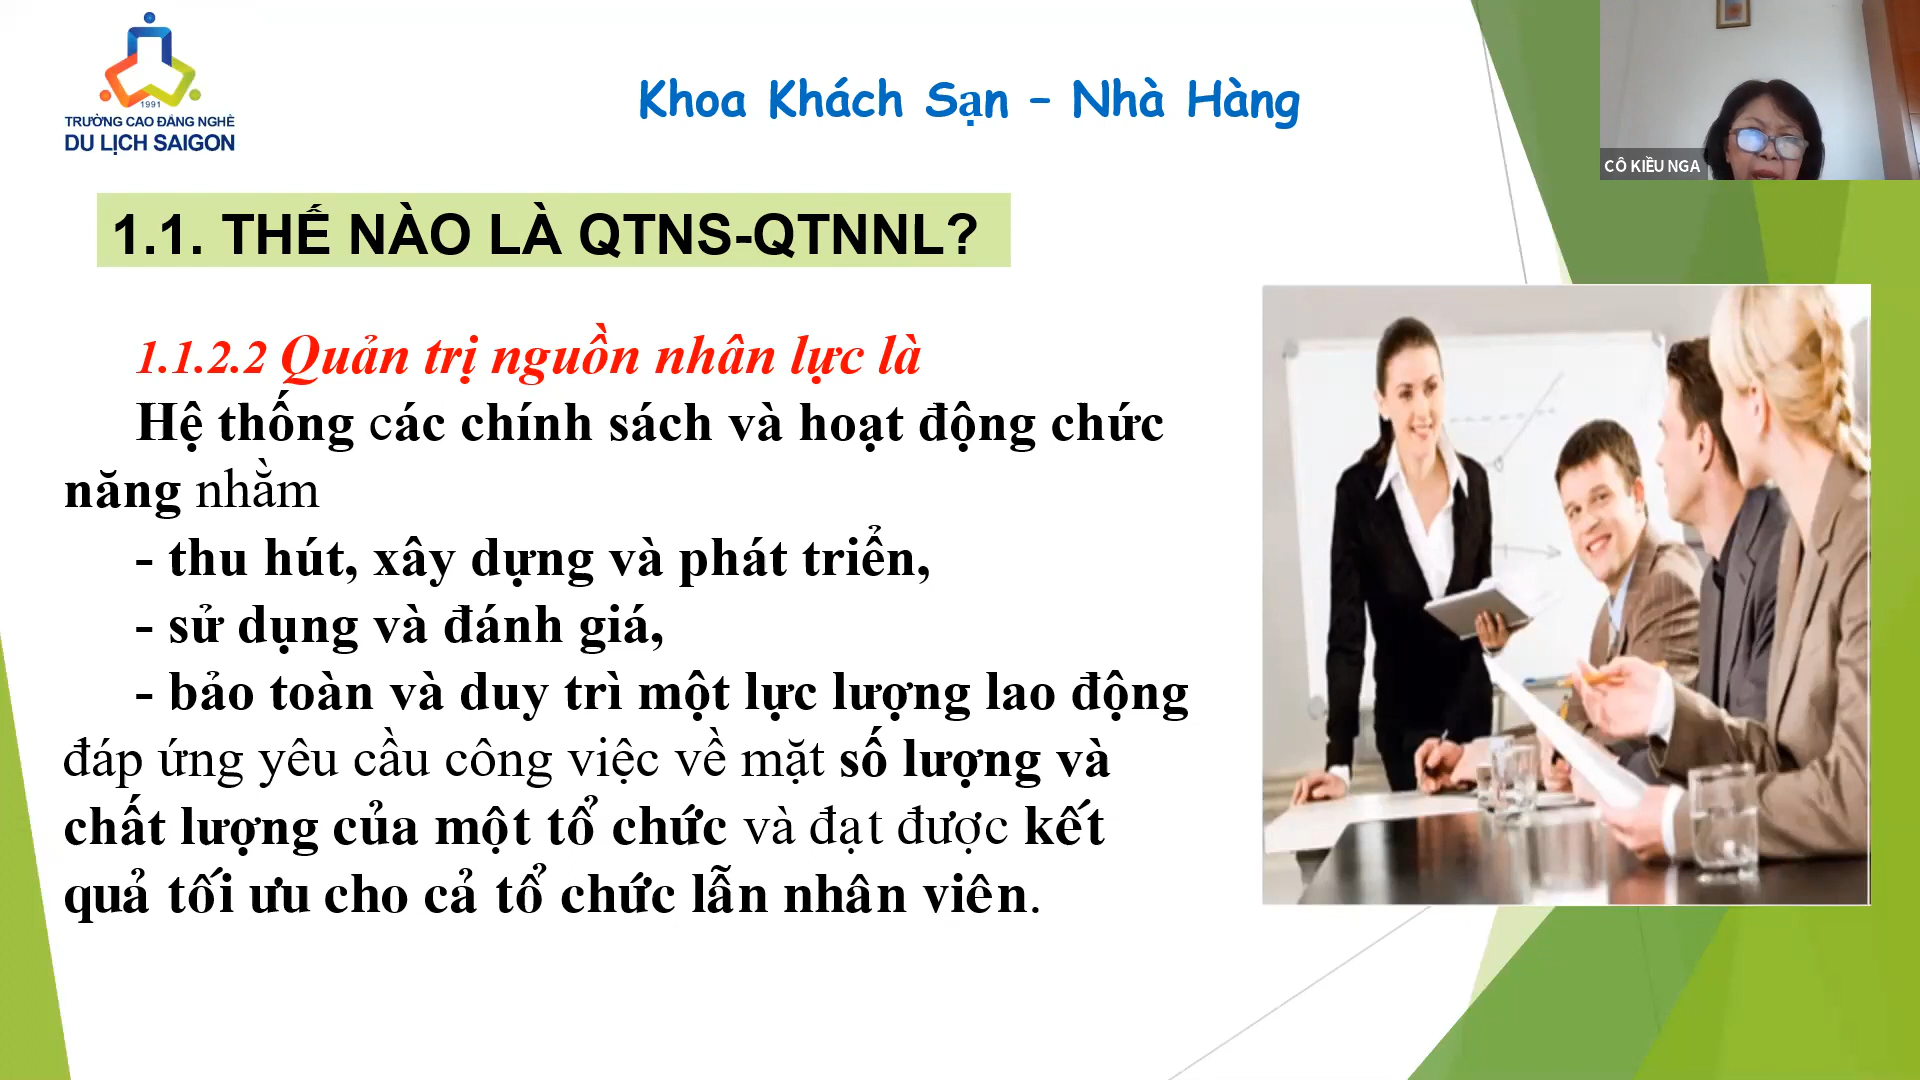 1991
TRƯỜNG CAO ĐẲNG NGHỀ
DU LỊCH SAIGON
Khoa Khách Sạn – Nhà Hàng
CÔ KIỀU NGA
1.1. THẾ NÀO LÀ QTNS-QTNNL?
1.1.2.2 Quản trị nguồn nhân lực là
Hệ thống các chính sách và hoạt động chức
năng nhằm
- thu hút, xây dựng và phát triển,
- sử dụng và đánh giá,
- bảo toàn và duy trì một lực lượng lao động
đáp ứng yêu cầu công việc về mặt số lượng và
chất lượng của một tổ chức và đạt được kết
quả tối ưu cho cả tổ chức lẫn nhân viên.